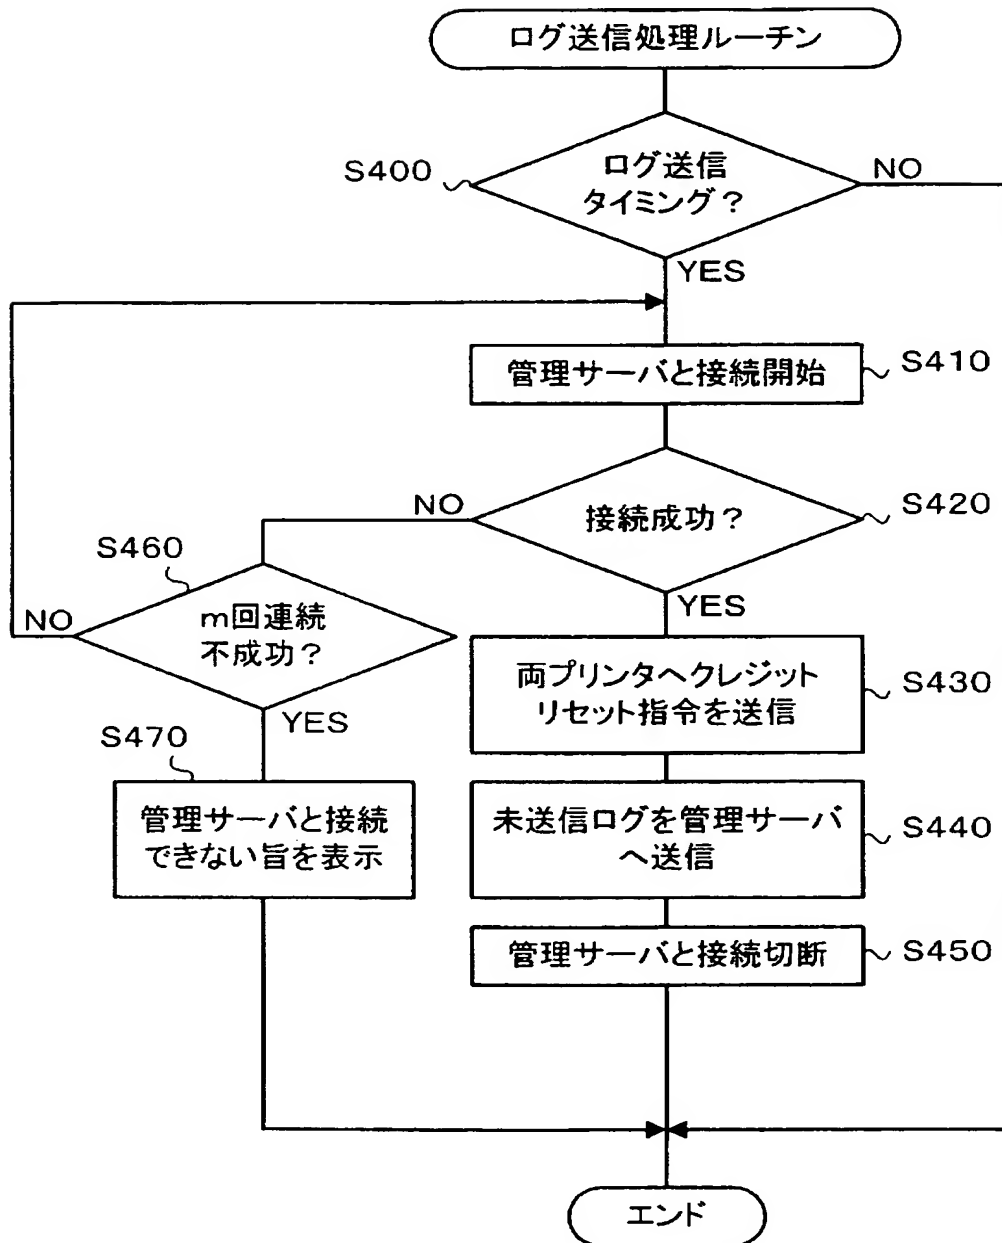 ログ送信処理ルーチン
S400
ログ送信
タイミング？
NO
YES
管理サーバと接続開始
S410
接続成功？
S420
NO
YES
S460
m回連続
不成功？
NO
YES
両プリンタへクレジット
リセット指令を送信
S430
S470
管理サーバと接続
できない旨を表示
未送信ログを管理サーバ
へ送信
S440
管理サーバと接続切断
S450
エンド